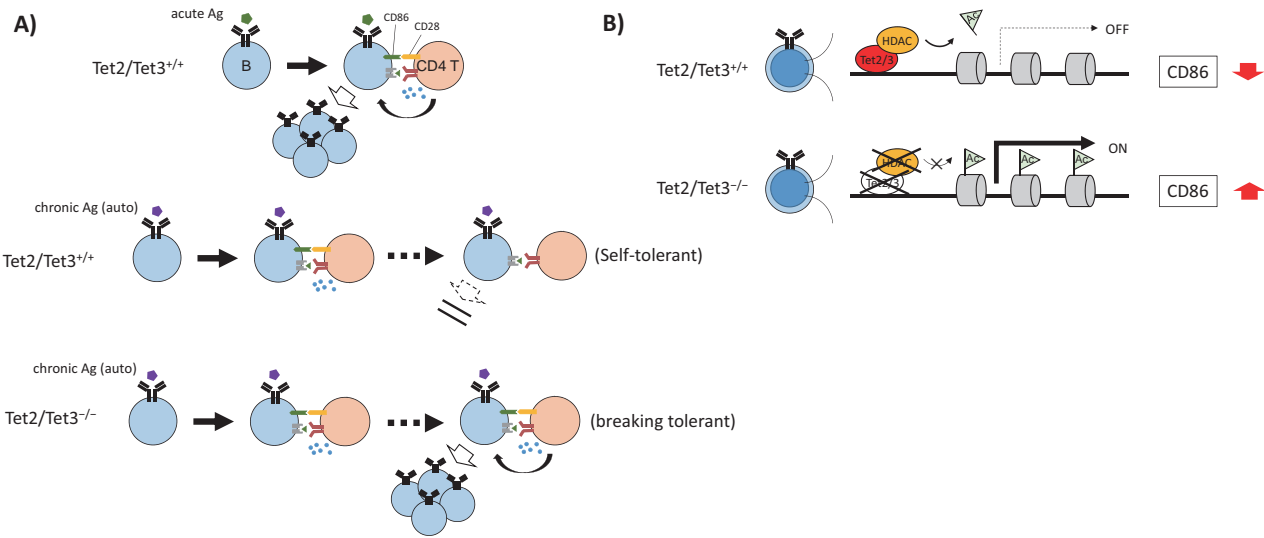 A)
acute Ag
CD86
CD28
B
CD4 T
Tet2/Tet3+/+
chronic Ag (auto)
Tet2/Tet3+/+
(Self-tolerant)
chronic Ag (auto)
Tet2/Tet3−/−
(breaking tolerant)
B)
Tet2/Tet3+/+
HDAC
Tet2/3
Ac
OFF
CD86
Tet2/Tet3−/−
HDAC
Tet2/3
Ac
Ac
Ac
ON
CD86